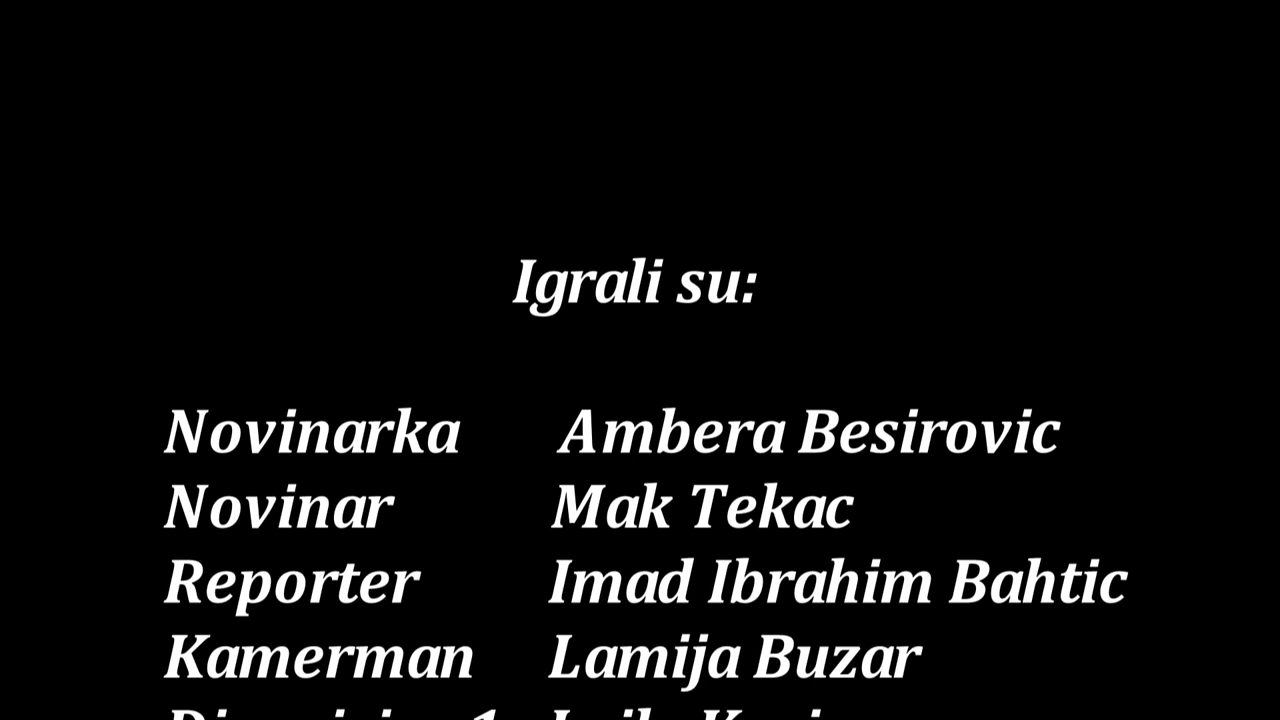 Igrali su:
Novinarka Ambera Besirovic
Novinar Mak Tekac
Reporter Imad Ibrahim Bahtic
Kamerman Lamija Buzar